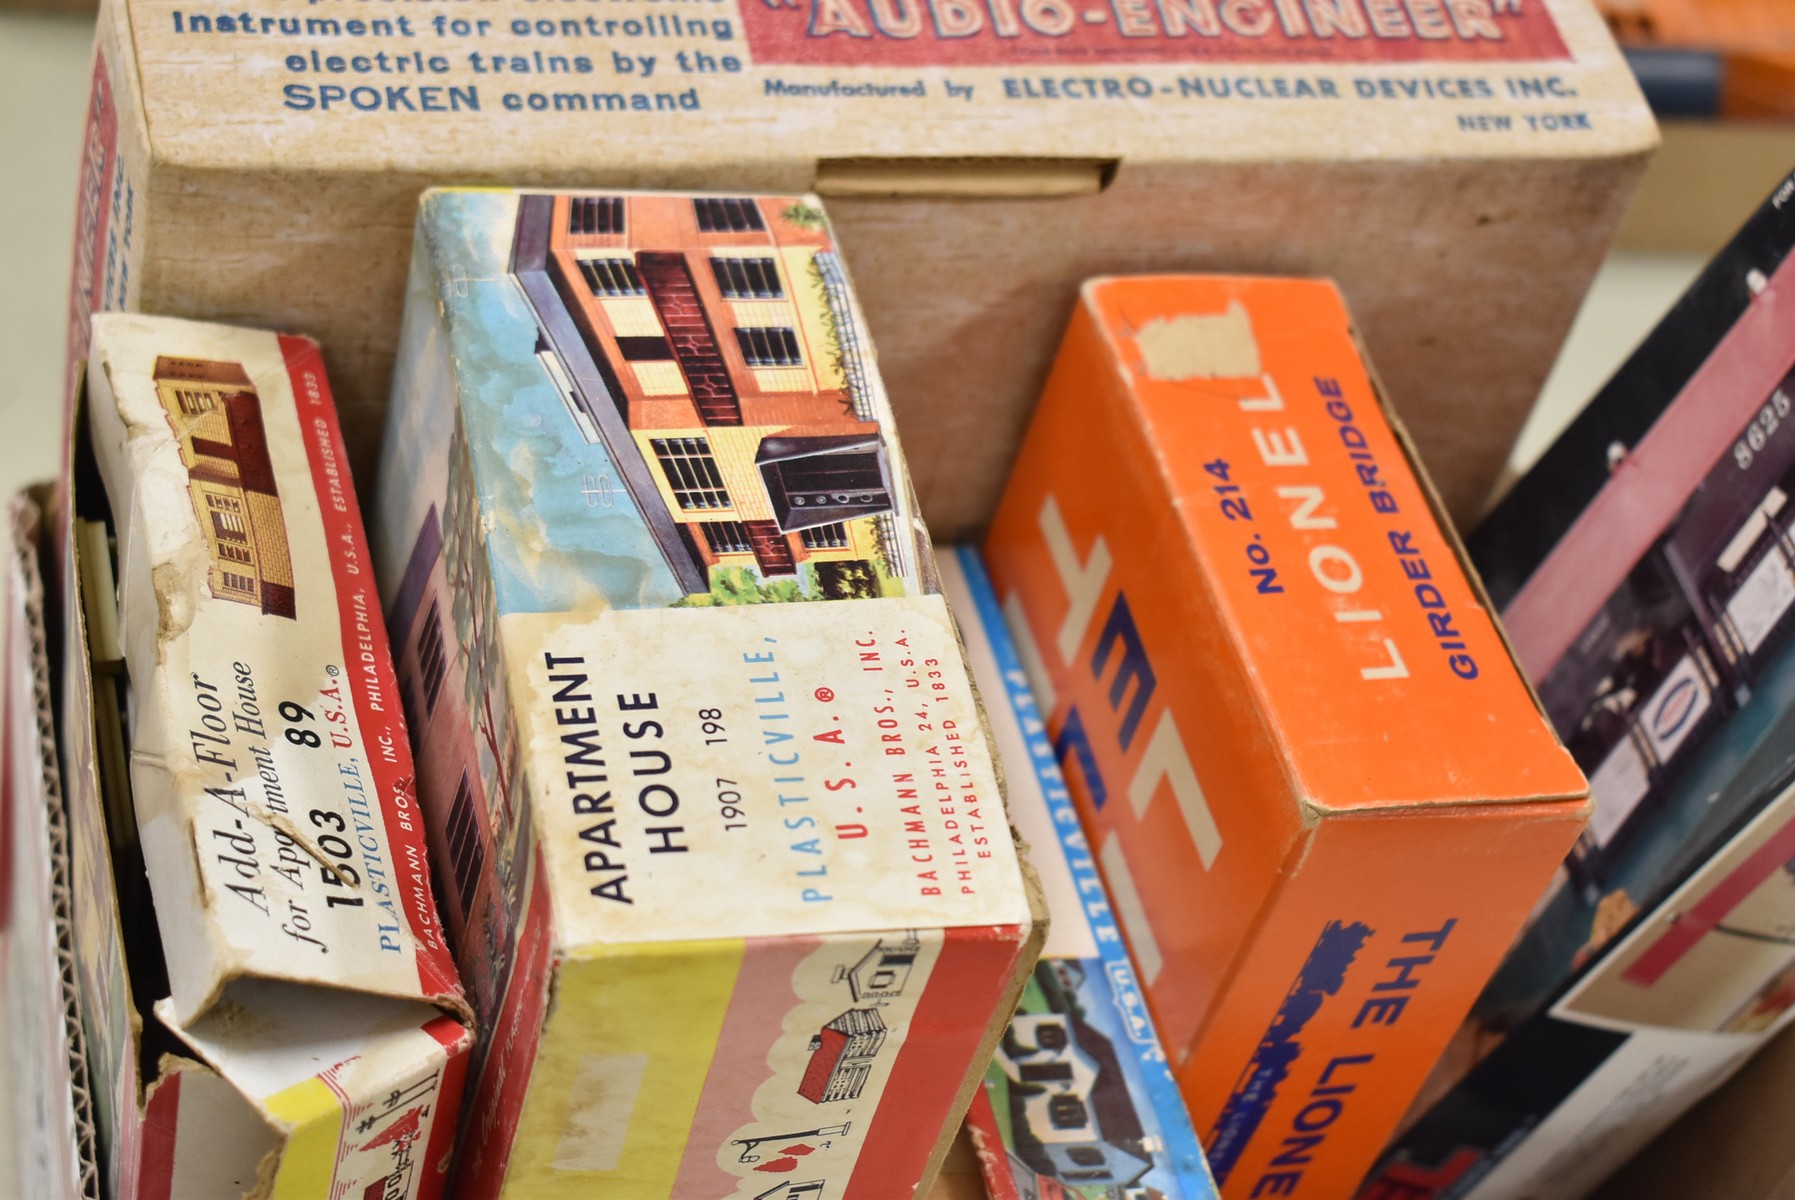 Instrument for controlling
electric trains by the
SPOKEN command
"AUDIO-ENGINEER"
Manufactured by ELECTRO-NUCLEAR DEVICES INC.
NEW YORK
Add-A-Floor
for Apartment House
1503 89
PLASTICVILLE, U.S.A.®
BACHMANN BROS., INC., PHILADELPHIA, U.S.A., ESTABLISHED 1833
APARTMENT
HOUSE
1907 198
PLASTICVILLE,
U.S.A.®
BACHMANN BROS., INC.
PHILADELPHIA 24, U.S.A.
ESTABLISHED 1833
PLASTICVILLE U.S.A.
No. 214
LIONEL
GIRDER BRIDGE
THE LIONE
8625
FOR